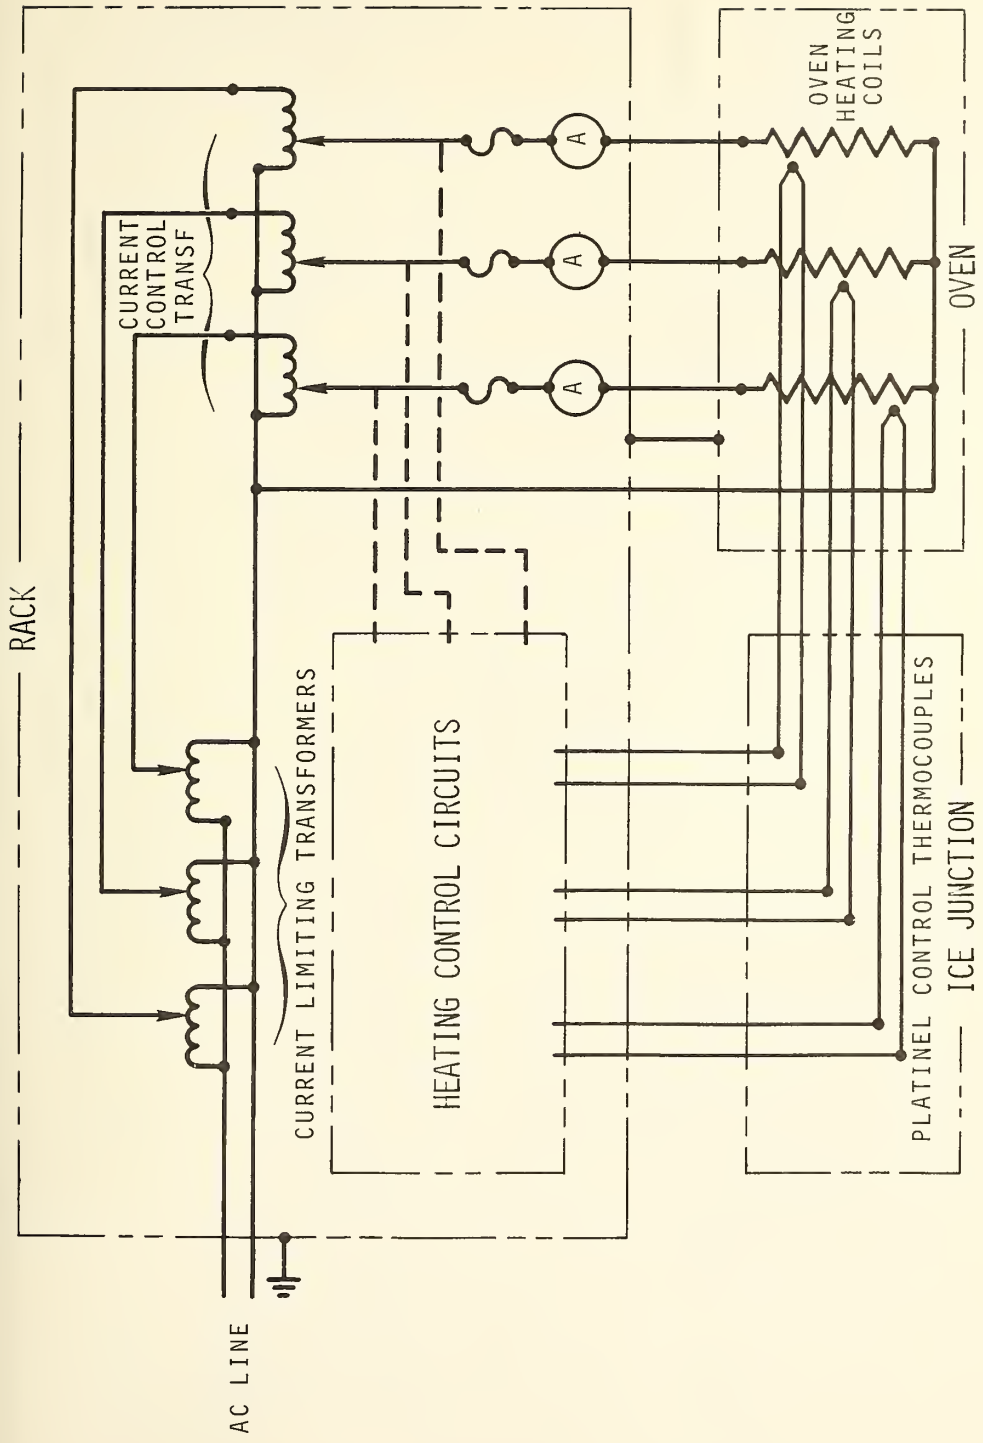 RACK
CURRENT
CONTROL
TRANSF
AC LINE
CURRENT LIMITING TRANSFORMERS
HEATING CONTROL CIRCUITS
A
A
A
OVEN
HEATING
COILS
OVEN
PLATINEL CONTROL THERMOCOUPLES
ICE JUNCTION